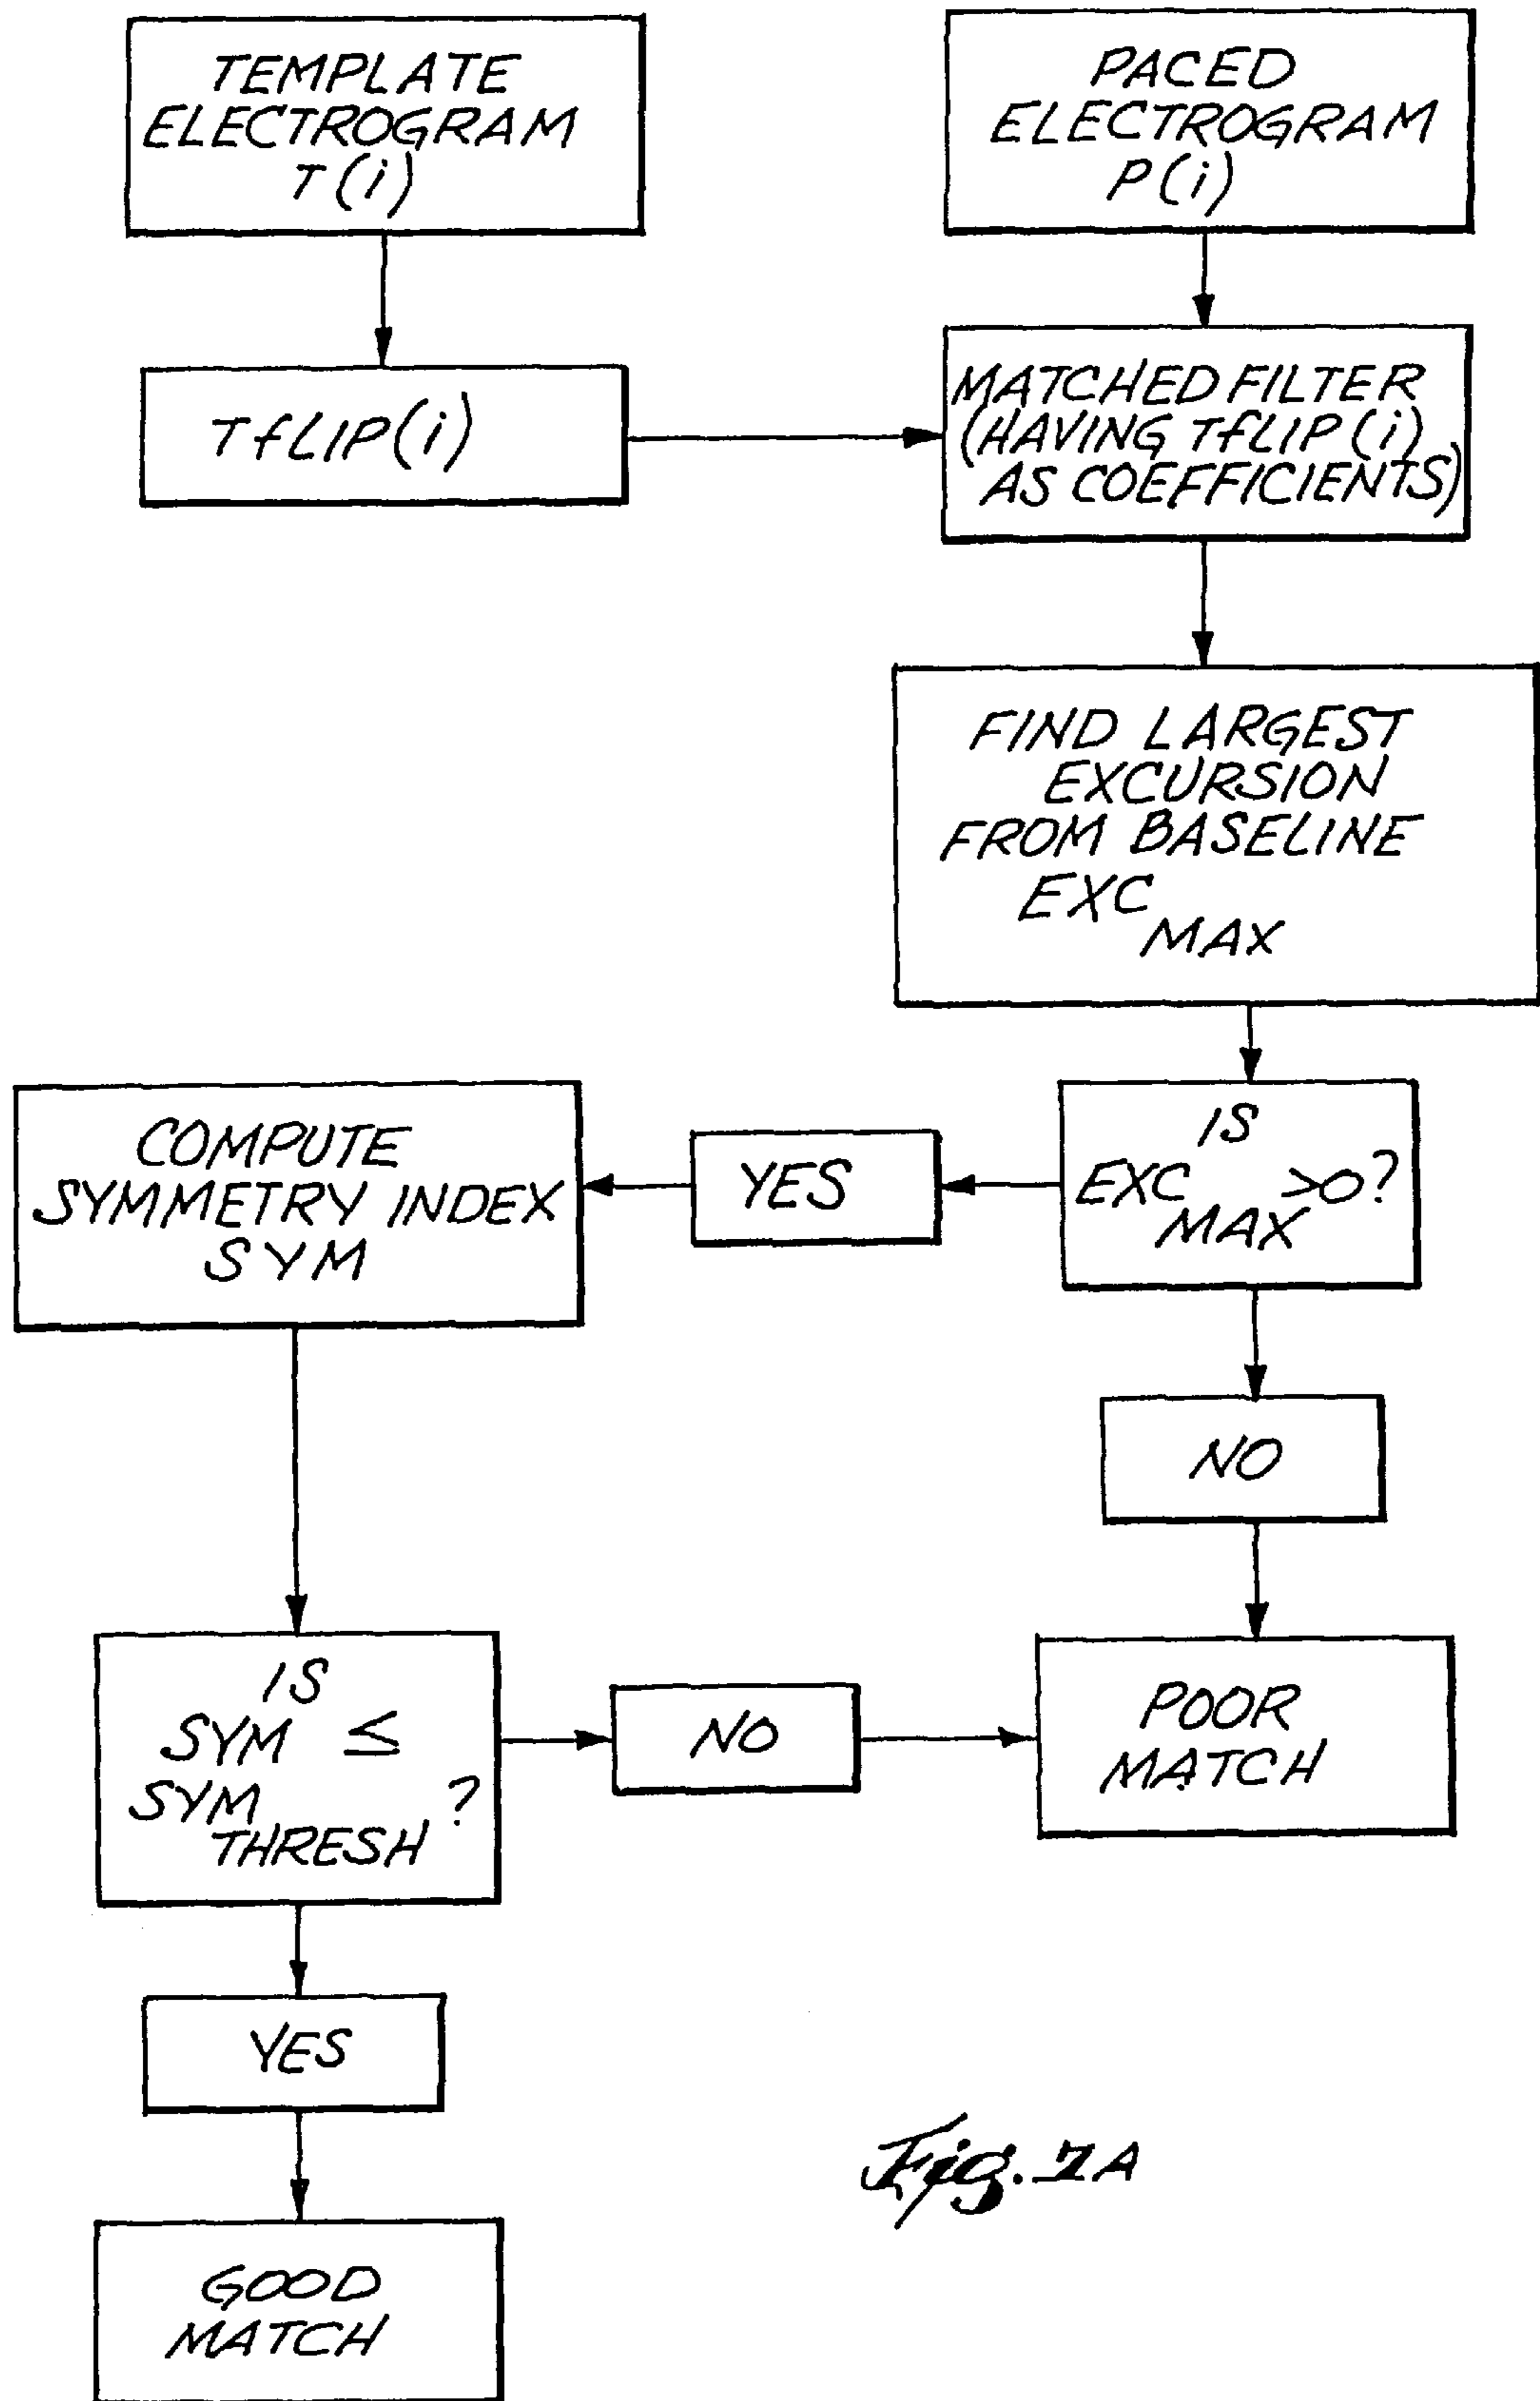 TEMPLATE
ELECTROGRAM
T(i)
PACED
ELECTROGRAM
P(i)
TfLIP(i)
MATCHED FILTER
(HAVING TfLIP(i)
AS COEFFICIENTS)
FIND LARGEST
EXCURSION
FROM BASELINE
EXC
MAX
IS
EXC >0?
MAX
YES
COMPUTE
SYMMETRY INDEX
SYM
NO
IS
SYM ≤
SYM ?
THRESH
NO
POOR
MATCH
YES
GOOD
MATCH
Fig. 7A